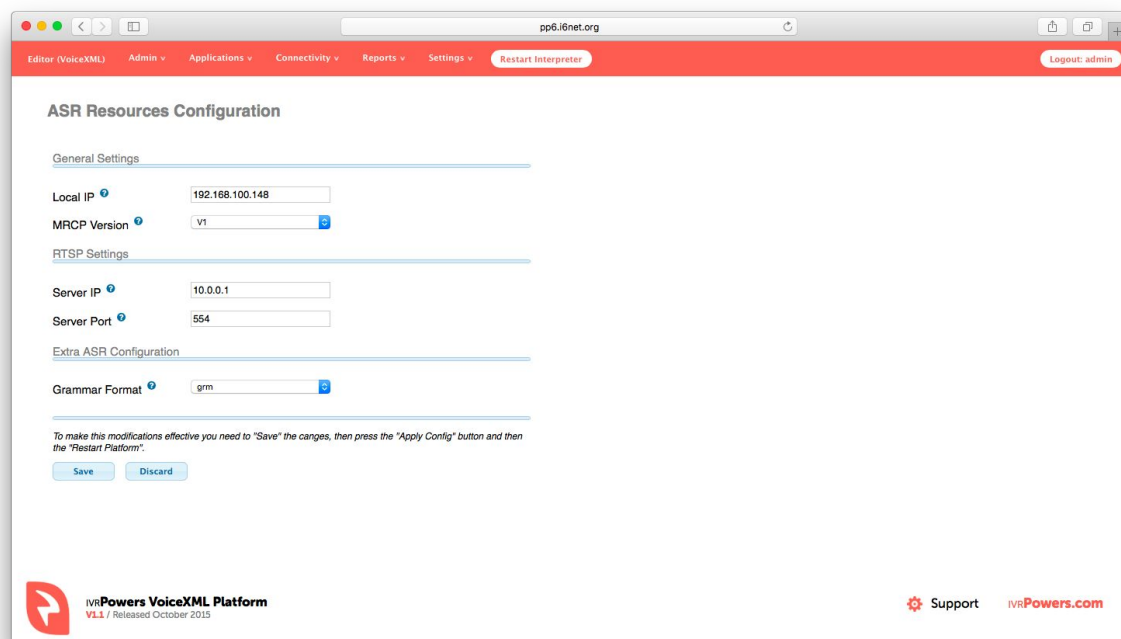 pp6.i6net.org
Editor (VoiceXML) Admin Applications Connectivity Reports Settings Restart Interpreter Logout: admin
ASR Resources Configuration
General Settings
Local IP ? 192.168.100.148
MRCP Version ? V1
RTSP Settings
Server IP ? 10.0.0.1
Server Port ? 554
Extra ASR Configuration
Grammar Format ? grm
To make this modifications effective you need to "Save" the canges, then press the "Apply Config" button and then
the "Restart Platform".
Save Discard
IVRPowers VoiceXML Platform
V1.1 / Released October 2015
Support IVRPowers.com